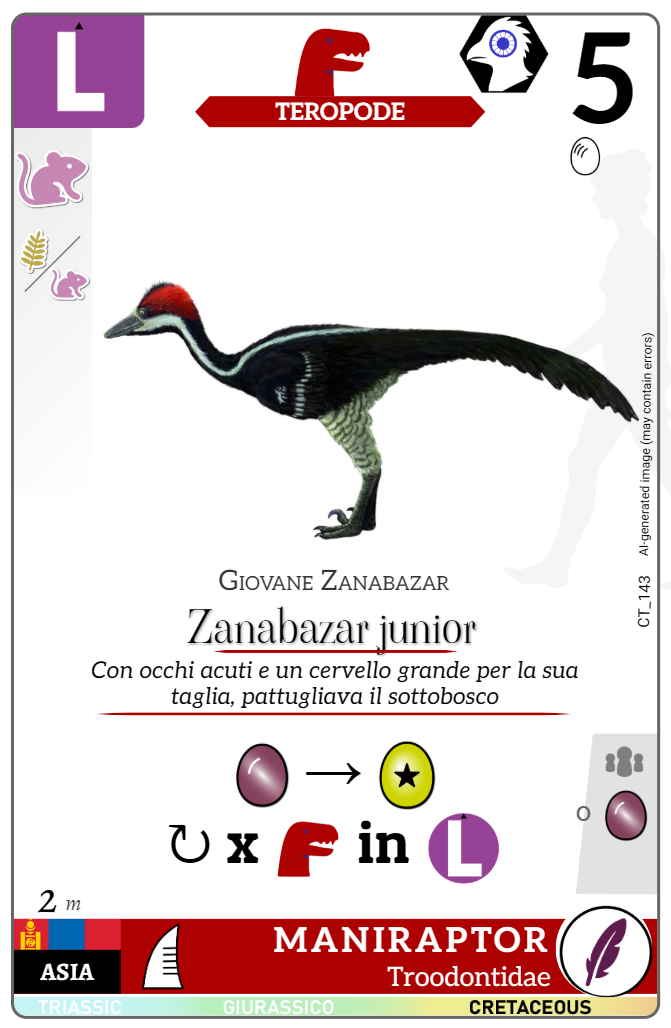 L
TEROPODE
5
AI-generated image (may contain errors)
CT_143
Giovane Zanabazar
Zanabazar junior
Con occhi acuti e un cervello grande per la sua
taglia, pattugliava il sottobosco
x in L
o
2 m
ASIA
MANIRAPTOR
Troodontidae
TRIASSIC GIURASSICO CRETACEOUS